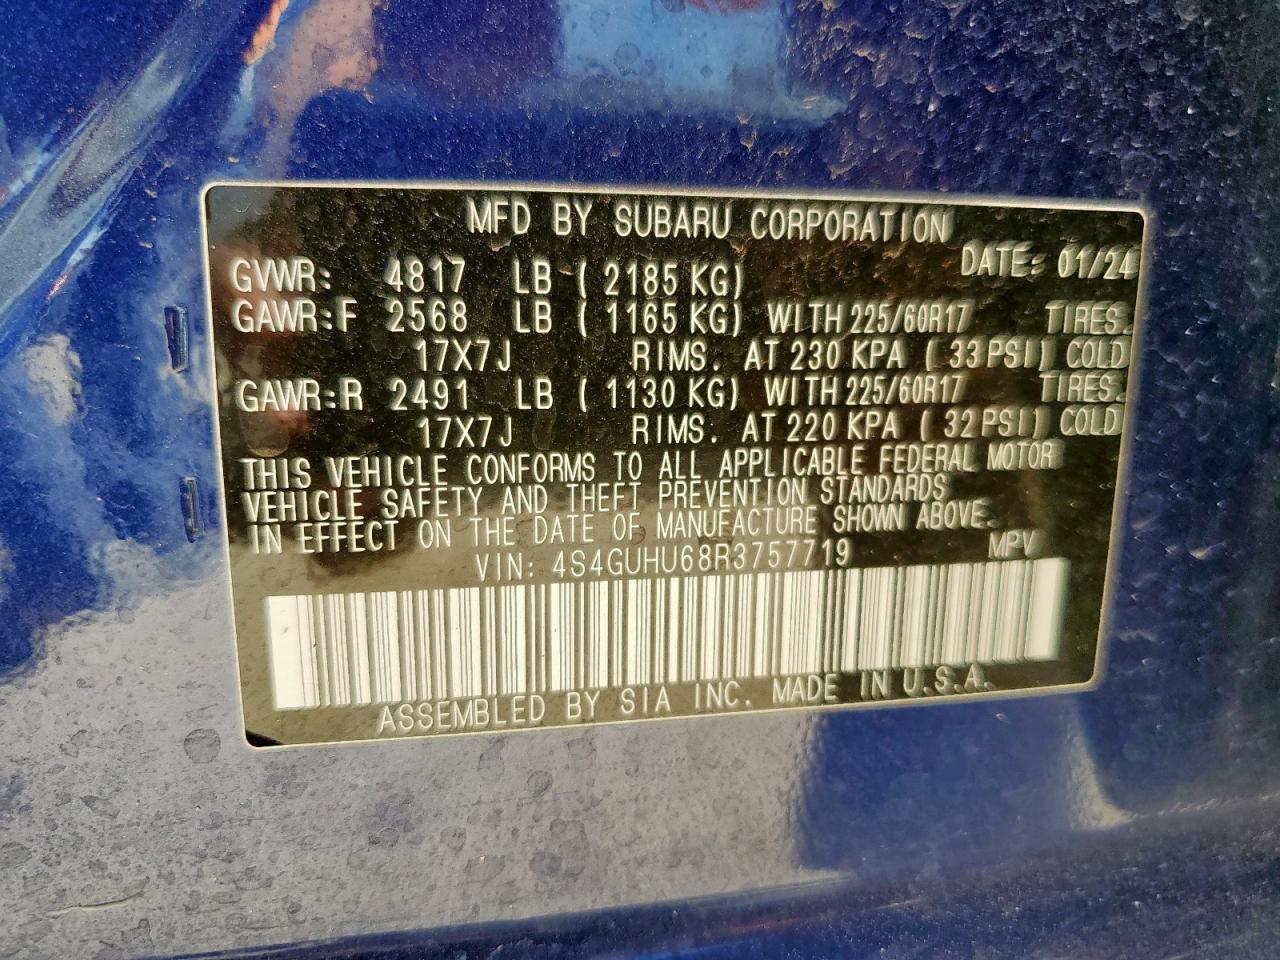 MFD BY SUBARU CORPORATION
DATE: 01/24
GVWR: 4817 LB ( 2185 KG)
GAWR:F 2568 LB ( 1165 KG) WITH 225/60R17 TIRES.
17X7J RIMS. AT 230 KPA ( 33 PSI) COLD
GAWR:R 2491 LB ( 1130 KG) WITH 225/60R17 TIRES.
17X7J RIMS. AT 220 KPA ( 32 PSI) COLD
THIS VEHICLE CONFORMS TO ALL APPLICABLE FEDERAL MOTOR
VEHICLE SAFETY AND THEFT PREVENTION STANDARDS
IN EFFECT ON THE DATE OF MANUFACTURE SHOWN ABOVE.
VIN: 4S4GUHU68R3757719 MPV
ASSEMBLED BY SIA INC. MADE IN U.S.A.